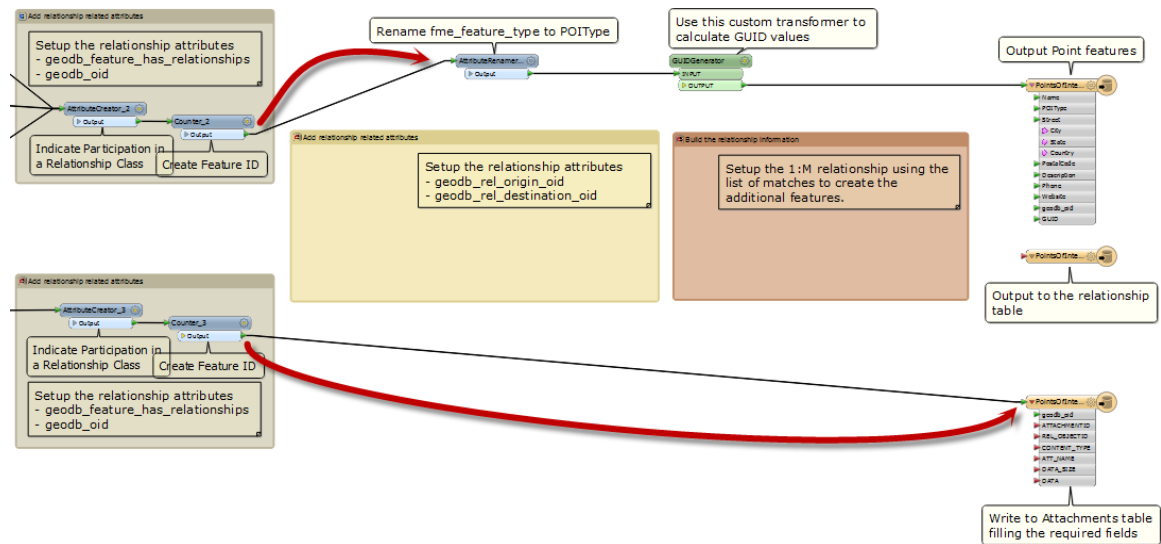 Add relationship related attributes
Setup the relationship attributes
- geodb_feature_has_relationships
- geodb_oid
AttributeCreator_2
Output
Counter_2
Output
Indicate Participation in
a Relationship Class
Create Feature ID
Rename fme_feature_type to POIType
AttributeRenamer...
Output
Use this custom transformer to
calculate GUID values
GUIDGenerator
INPUT
OUTPUT
Output Point features
PointsOfInte...
Name
POIType
Street
City
State
Country
PostalCode
Description
Phone
Website
geodb_oid
GUID
Add relationship related attributes
Setup the relationship attributes
- geodb_rel_origin_oid
- geodb_rel_destination_oid
Build the relationship information
Setup the 1:M relationship using the
list of matches to create the
additional features.
PointsOfInte...
Output to the relationship
table
Add relationship related attributes
AttributeCreator_3
Output
Counter_3
Output
Indicate Participation in
a Relationship Class
Create Feature ID
Setup the relationship attributes
- geodb_feature_has_relationships
- geodb_oid
PointsOfInte...
geodb_oid
ATTACHMENTID
REL_OBJECTID
CONTENT_TYPE
ATT_NAME
DATA_SIZE
DATA
Write to Attachments table
filling the required fields